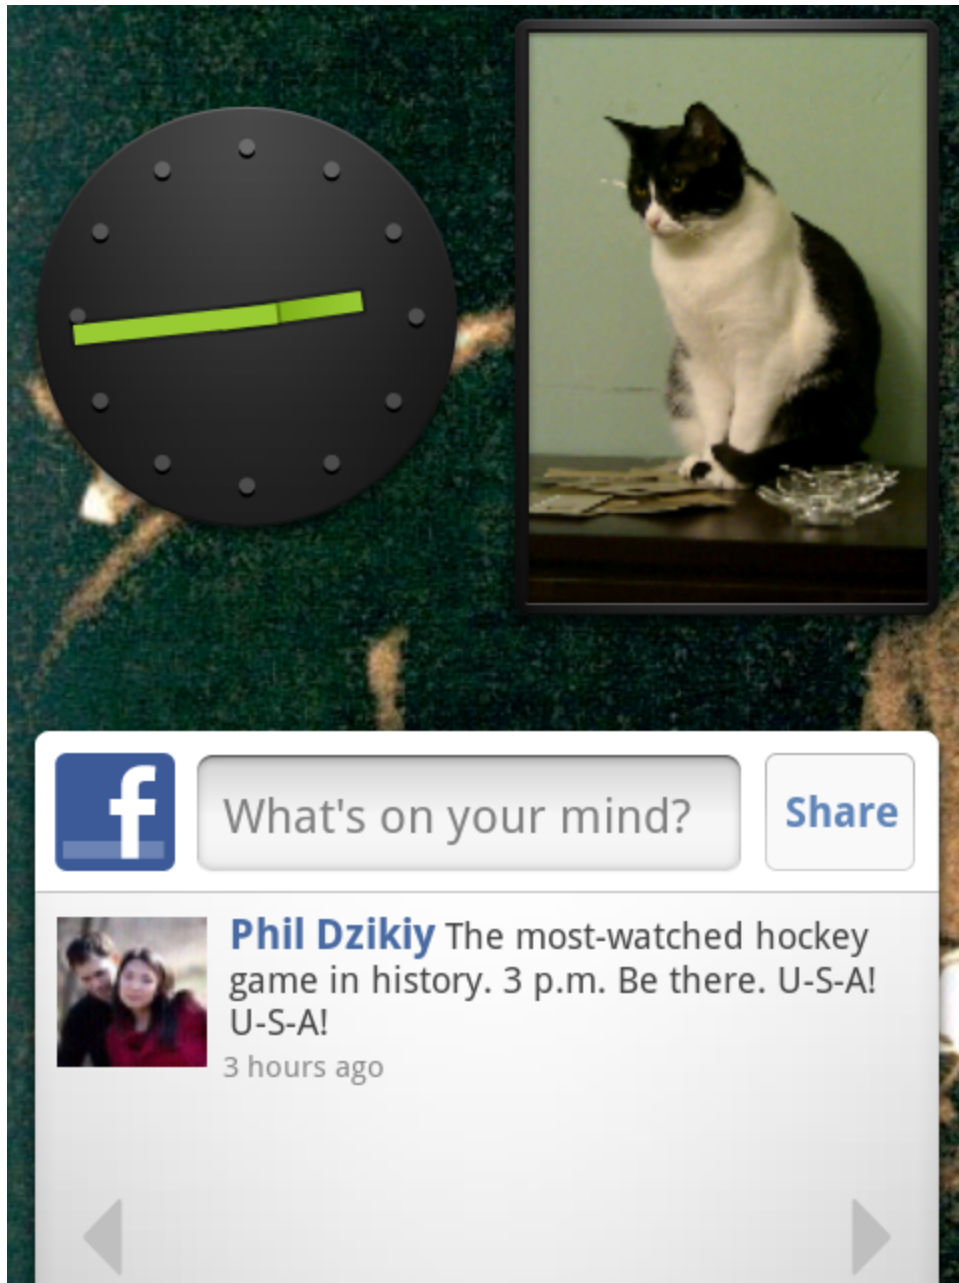 What's on your mind?
Share
Phil Dzikiy The most-watched hockey
game in history. 3 p.m. Be there. U-S-A!
U-S-A!
3 hours ago